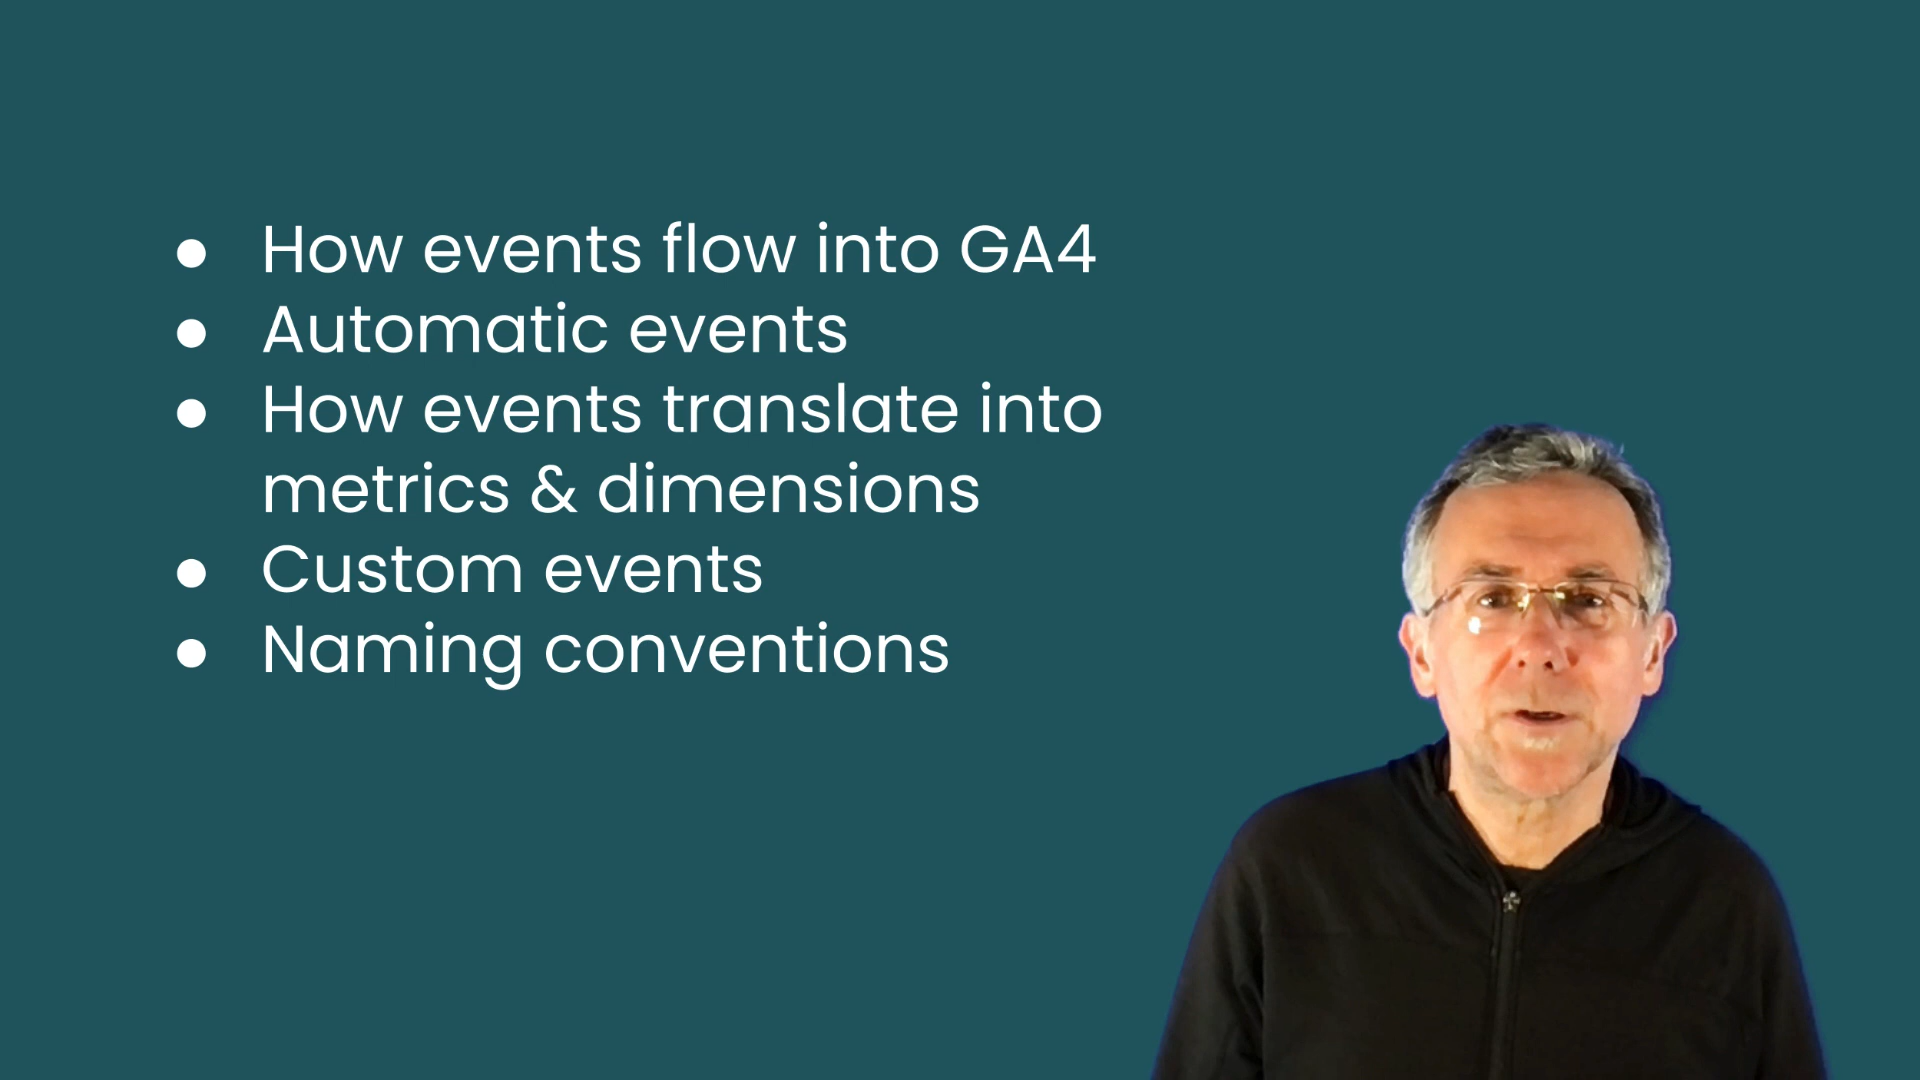 ● How events flow into GA4
● Automatic events
● How events translate into
metrics & dimensions
● Custom events
● Naming conventions